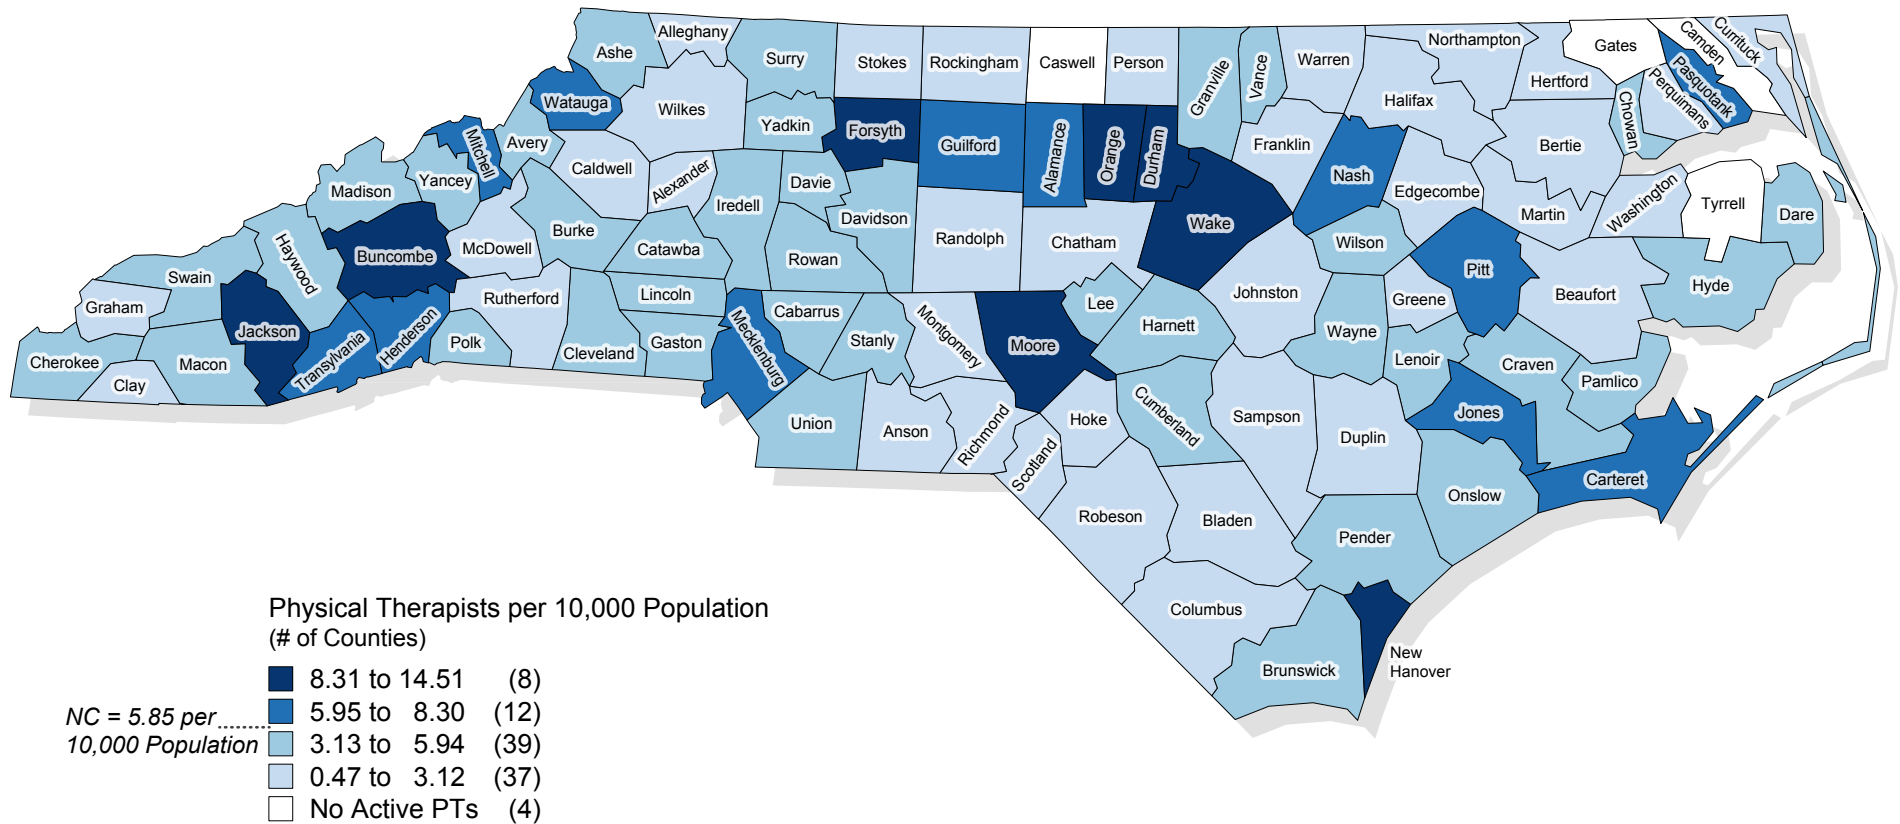 Alleghany
Ashe
Surry
Stokes
Rockingham
Caswell
Person
Granville
Vance
Warren
Northampton
Gates
Camden
Currituck
Hertford
Halifax
Pasquotank
Perquimans
Chowan
Watauga
Wilkes
Yadkin
Forsyth
Guilford
Alamance
Orange
Durham
Franklin
Bertie
Mitchell
Avery
Caldwell
Alexander
Nash
Edgecombe
Madison
Yancey
Iredell
Davie
Davidson
Martin
Washington
Tyrrell
Dare
Wake
Burke
Catawba
Randolph
Chatham
Wilson
Haywood
Buncombe
McDowell
Rowan
Pitt
Swain
Graham
Rutherford
Lincoln
Johnston
Greene
Beaufort
Hyde
Jackson
Henderson
Transylvania
Mecklenburg
Cabarrus
Montgomery
Lee
Harnett
Wayne
Cherokee
Clay
Macon
Polk
Cleveland
Gaston
Stanly
Moore
Lenoir
Craven
Pamlico
Union
Anson
Richmond
Scotland
Hoke
Cumberland
Sampson
Duplin
Jones
Carteret
Onslow
Robeson
Bladen
Pender
Columbus
Brunswick
New
Hanover
Physical Therapists per 10,000 Population
(# of Counties)
8.31 to 14.51 (8)
5.95 to 8.30 (12)
3.13 to 5.94 (39)
0.47 to 3.12 (37)
No Active PTs (4)
NC = 5.85 per
10,000 Population